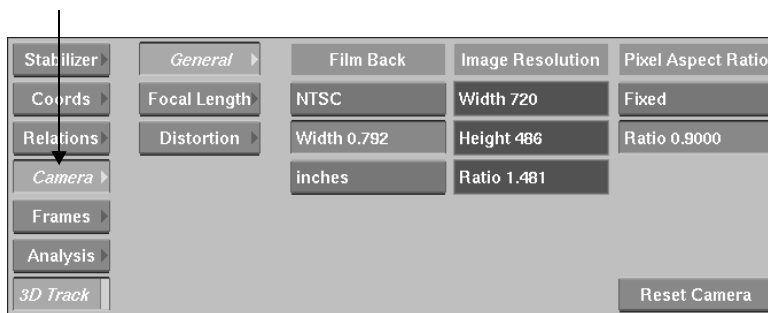 Stabilizer General Film Back Image Resolution Pixel Aspect Ratio
Coords Focal Length NTSC Width 720 Fixed
Relations Distortion Width 0.792 Height 486 Ratio 0.9000
Camera inches Ratio 1.481
Frames
Analysis
3D Track Reset Camera